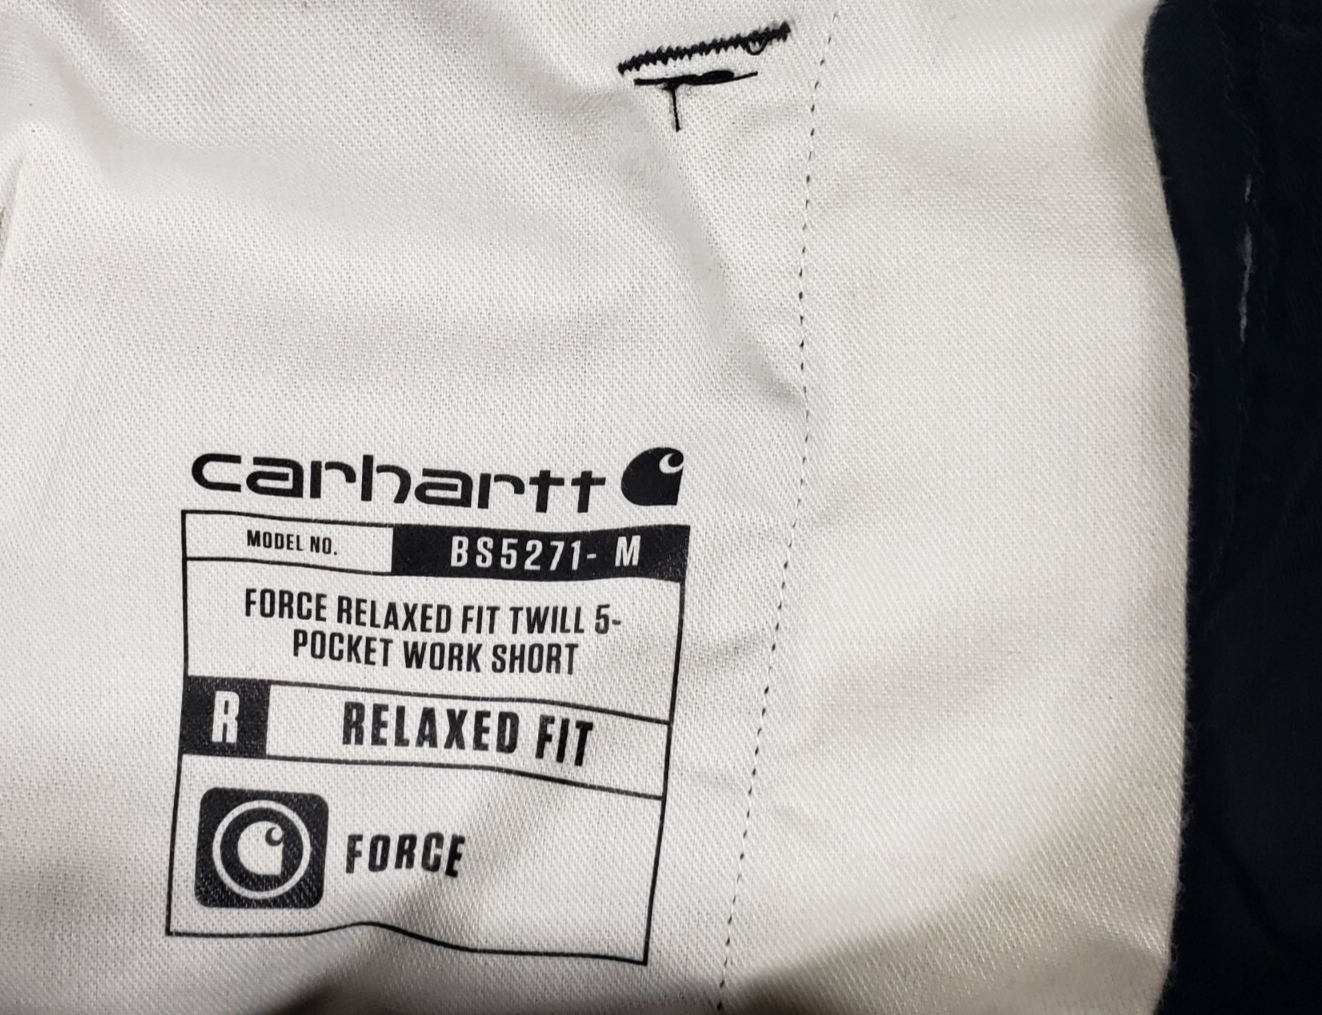 carhartt
MODEL NO. BS5271- M
FORCE RELAXED FIT TWILL 5-
POCKET WORK SHORT
R RELAXED FIT
FORCE